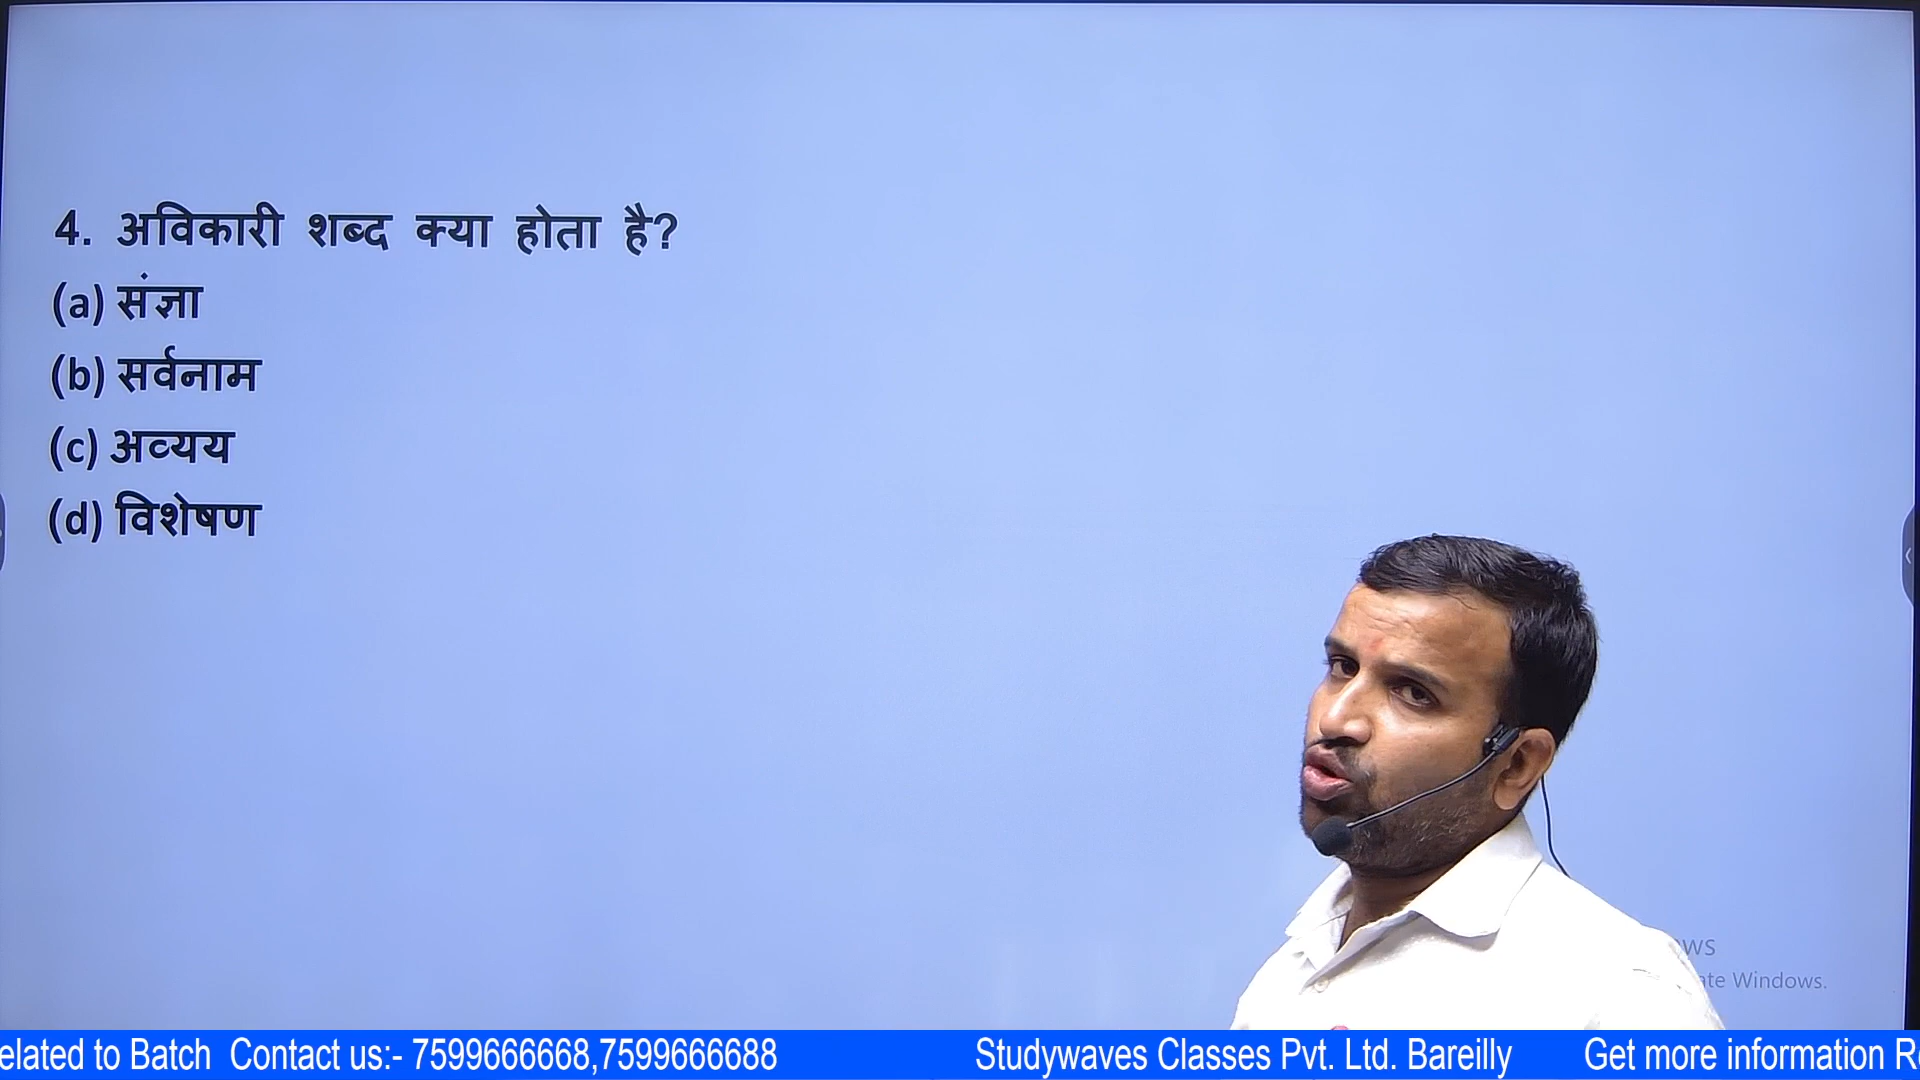 4. अविकारी शब्द क्या होता है?
(a) संज्ञा
(b) सर्वनाम
(c) अव्यय
(d) विशेषण
Windows.
to Batch Contact us:- 7599666668,7599666688 Studywaves Classes Pvt. Ltd. Bareilly Get more information